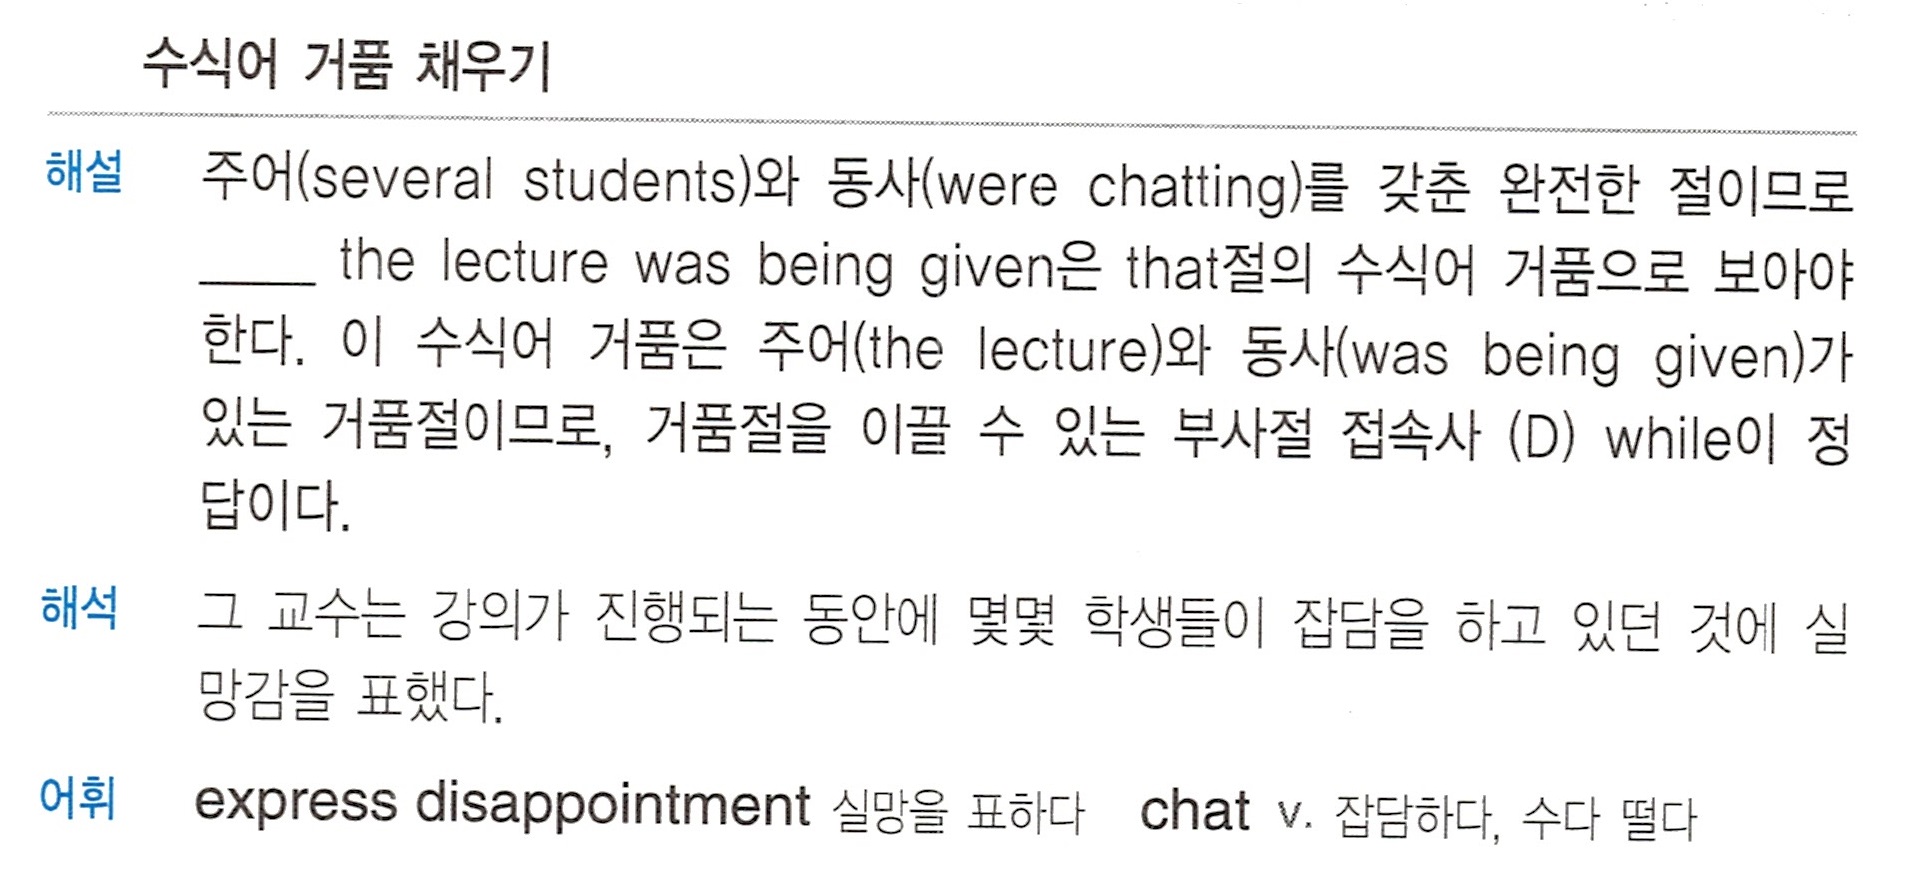 수식어 거품 채우기
해설 주어(several students)와 동사(were chatting)를 갖춘 완전한 절이므로
____ the lecture was being given은 that절의 수식어 거품으로 보아야
한다. 이 수식어 거품은 주어(the lecture)와 동사(was being given)가
있는 거품절이므로, 거품절을 이끌 수 있는 부사절 접속사 (D) while이 정
답이다.
해석 그 교수는 강의가 진행되는 동안에 몇몇 학생들이 잡담을 하고 있던 것에 실
망감을 표했다.
어휘 express disappointment 실망을 표하다 chat v. 잡담하다, 수다 떨다